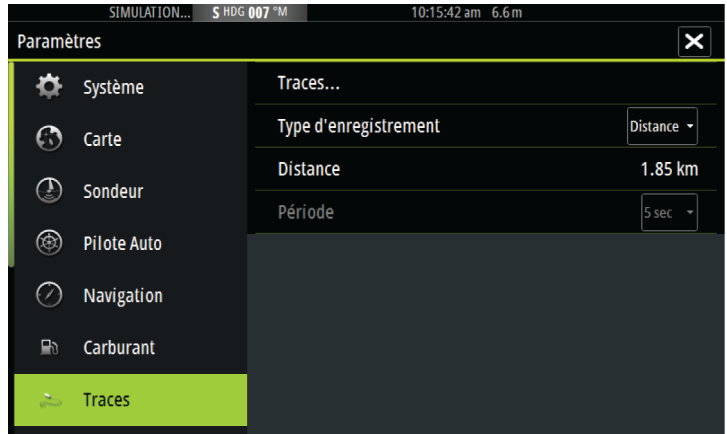 SIMULATION... S HDG 007 °M 10:15:42 am 6.6 m
Paramètres
Système
Carte
Sondeur
Pilote Auto
Navigation
Carburant
Traces
Traces...
Type d'enregistrement Distance
Distance 1.85 km
Période 5 sec